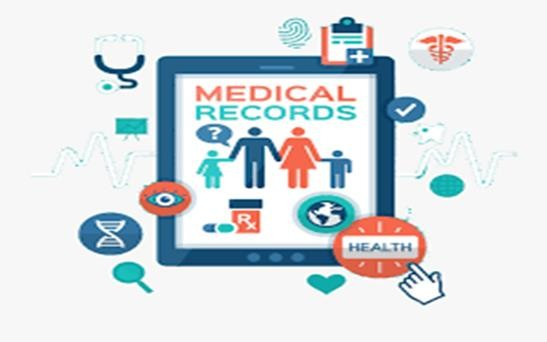 MEDICAL
RECORDS
?
Rx
HEALTH